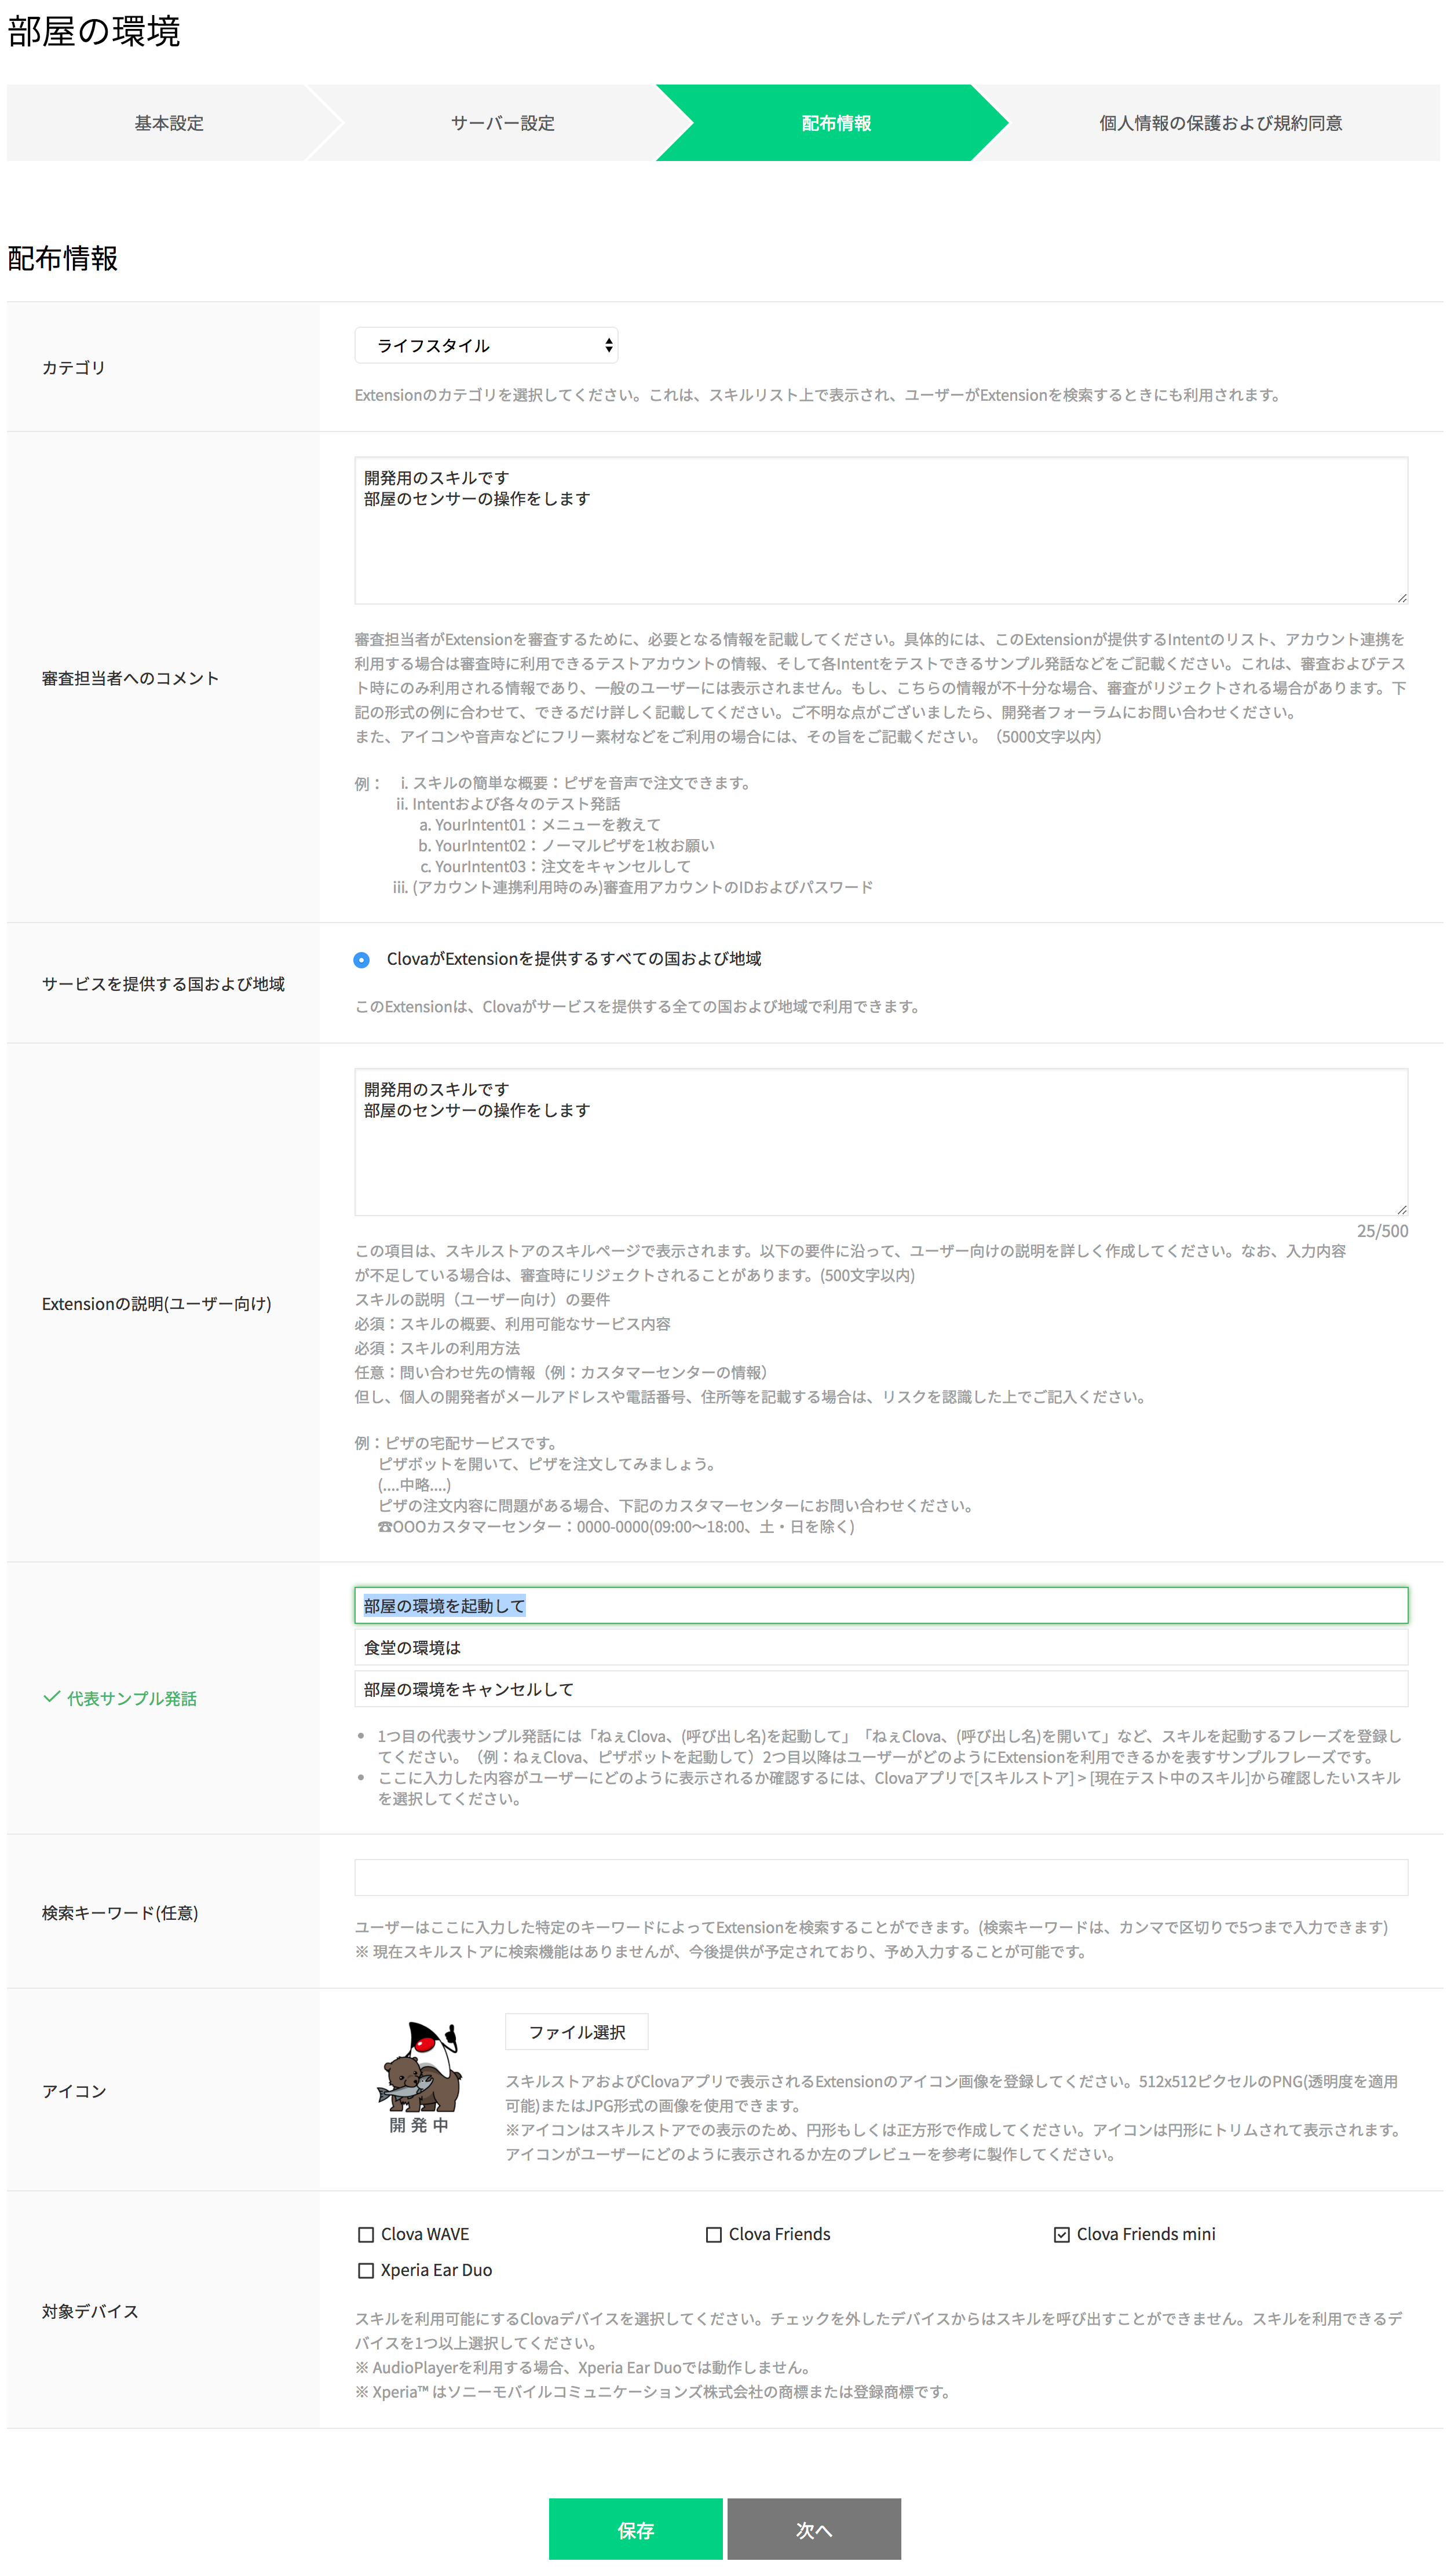 部屋の環境
基本設定
サーバー設定
配布情報
個人情報の保護および規約同意
配布情報
カテゴリ
ライフスタイル
Extensionのカテゴリを選択してください。これは、スキルリスト上で表示され、ユーザーがExtensionを検索するときにも利用されます。
審査担当者へのコメント
開発用のスキルです
部屋のセンサーの操作をします
審査担当者がExtensionを審査するために、必要となる情報を記載してください。具体的には、このExtensionが提供するIntentのリスト、アカウント連携を
利用する場合は審査時に利用できるテストアカウントの情報、そして各Intentをテストできるサンプル発話などをご記載ください。これは、審査およびテス
ト時にのみ利用される情報であり、一般のユーザーには表示されません。もし、こちらの情報が不十分な場合、審査がリジェクトされる場合があります。下
記の形式の例に合わせて、できるだけ詳しく記載してください。ご不明な点がございましたら、開発者フォーラムにお問い合わせください。
また、アイコンや音声などにフリー素材などをご利用の場合には、その旨をご記載ください。（5000文字以内）
例： i. スキルの簡単な概要：ピザを音声で注文できます。
ii. Intentおよび各々のテスト発話
a. YourIntent01：メニューを教えて
b. YourIntent02：ノーマルピザを1枚お願い
c. YourIntent03：注文をキャンセルして
iii. (アカウント連携利用時のみ)審査用アカウントのIDおよびパスワード
サービスを提供する国および地域
ClovaがExtensionを提供するすべての国および地域
このExtensionは、Clovaがサービスを提供する全ての国および地域で利用できます。
Extensionの説明(ユーザー向け)
開発用のスキルです
部屋のセンサーの操作をします
25/500
この項目は、スキルストアのスキルページで表示されます。以下の要件に沿って、ユーザー向けの説明を詳しく作成してください。なお、入力内容
が不足している場合は、審査時にリジェクトされることがあります。(500文字以内)
スキルの説明（ユーザー向け）の要件
必須：スキルの概要、利用可能なサービス内容
必須：スキルの利用方法
任意：問い合わせ先の情報（例：カスタマーセンターの情報）
但し、個人の開発者がメールアドレスや電話番号、住所等を記載する場合は、リスクを認識した上でご記入ください。
例：ピザの宅配サービスです。
ピザボットを開いて、ピザを注文してみましょう。
(....中略....)
ピザの注文内容に問題がある場合、下記のカスタマーセンターにお問い合わせください。
☎OOOカスタマーセンター：0000-0000(09:00〜18:00、土・日を除く)
代表サンプル発話
部屋の環境を起動して
食堂の環境は
部屋の環境をキャンセルして
• 1つ目の代表サンプル発話には「ねぇClova、(呼び出し名)を起動して」「ねぇClova、(呼び出し名)を開いて」など、スキルを起動するフレーズを登録し
てください。（例：ねぇClova、ピザボットを起動して）2つ目以降はユーザーがどのようにExtensionを利用できるかを表すサンプルフレーズです。
• ここに入力した内容がユーザーにどのように表示されるか確認するには、Clovaアプリで[スキルストア] > [現在テスト中のスキル]から確認したいスキル
を選択してください。
検索キーワード(任意)
ユーザーはここに入力した特定のキーワードによってExtensionを検索することができます。(検索キーワードは、カンマで区切りで5つまで入力できます)
※ 現在スキルストアに検索機能はありませんが、今後提供が予定されており、予め入力することが可能です。
アイコン
開発中
ファイル選択
スキルストアおよびClovaアプリで表示されるExtensionのアイコン画像を登録してください。512x512ピクセルのPNG(透明度を適用
可能)またはJPG形式の画像を使用できます。
※アイコンはスキルストアでの表示のため、円形もしくは正方形で作成してください。アイコンは円形にトリムされて表示されます。
アイコンがユーザーにどのように表示されるか左のプレビューを参考に製作してください。
対象デバイス
Clova WAVE
Clova Friends
Clova Friends mini
Xperia Ear Duo
スキルを利用可能にするClovaデバイスを選択してください。チェックを外したデバイスからはスキルを呼び出すことができません。スキルを利用できるデ
バイスを1つ以上選択してください。
※ AudioPlayerを利用する場合、Xperia Ear Duoでは動作しません。
※ Xperia™ はソニーモバイルコミュニケーションズ株式会社の商標または登録商標です。
保存
次へ